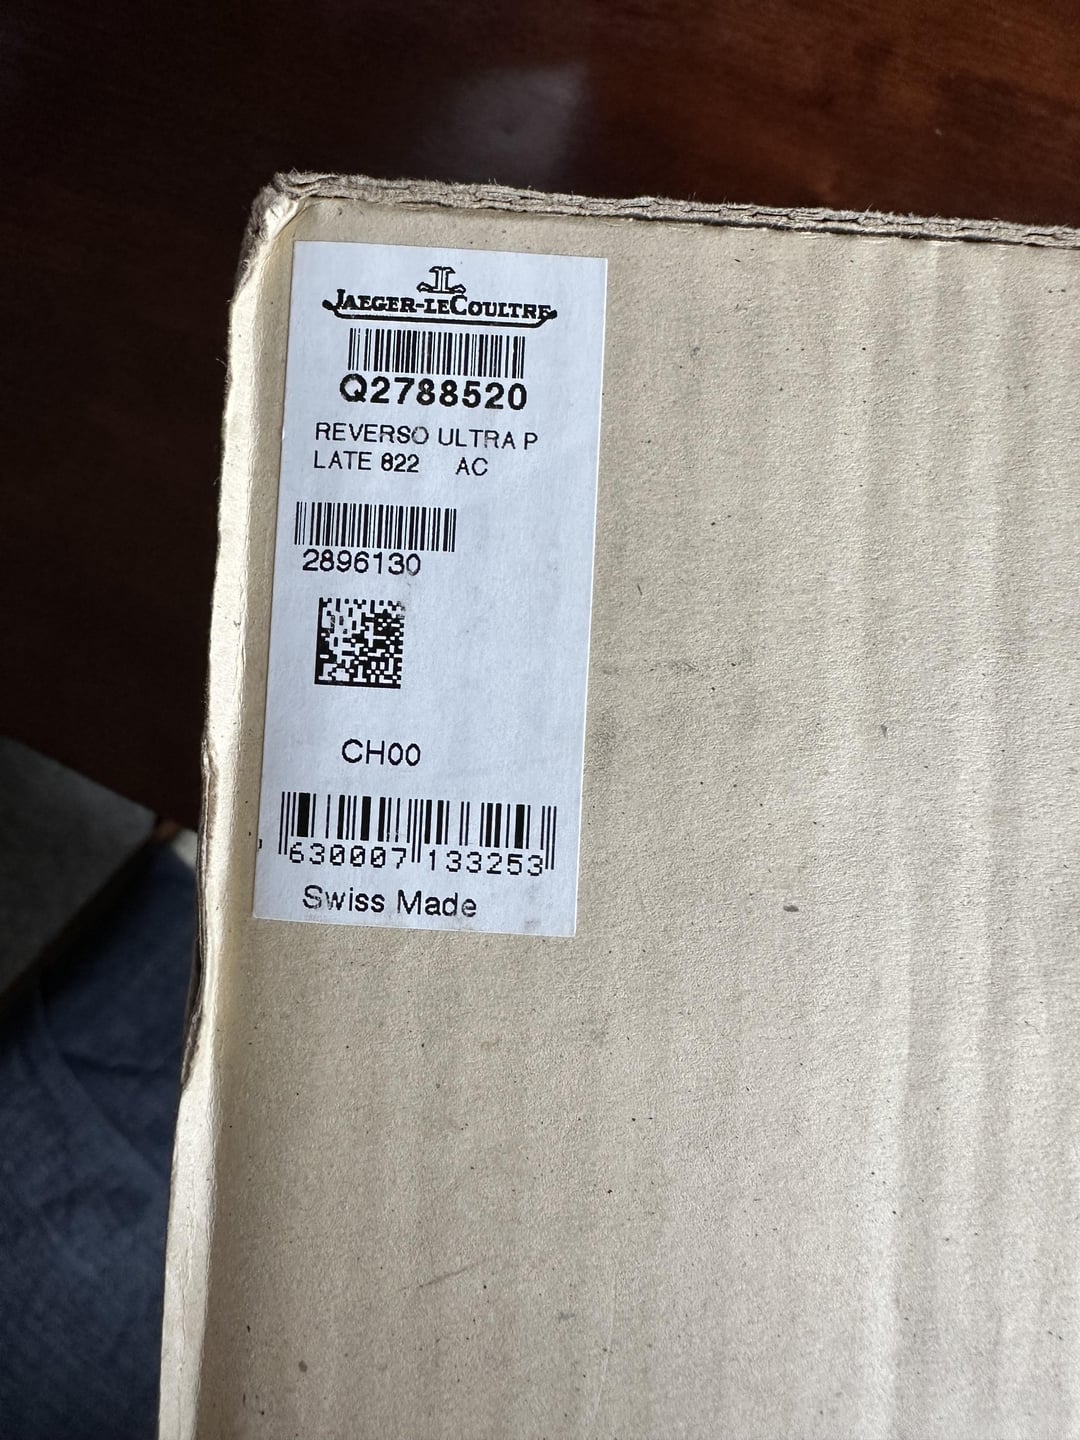 JAEGER-LECOULTRE
Q2788520
REVERSO ULTRA P
LATE 822 AC
2896130
CH00
630007 133253
Swiss Made